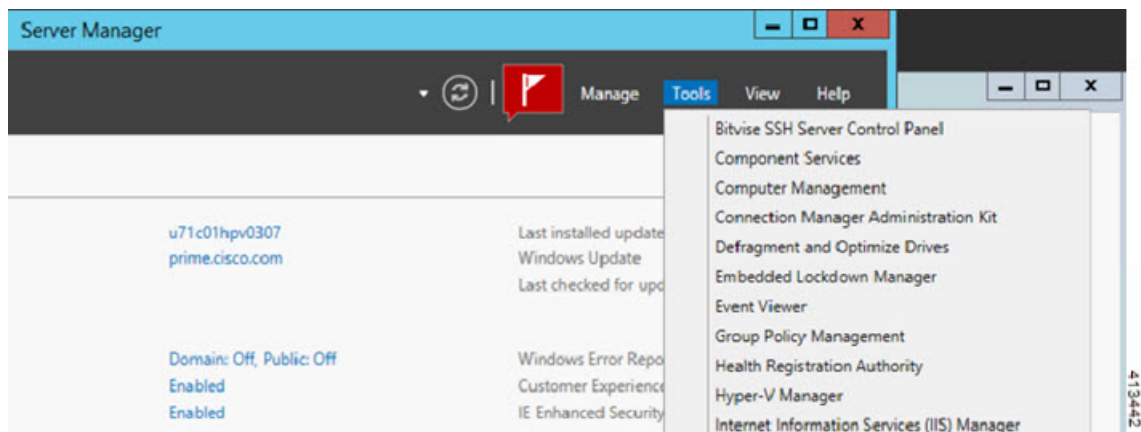 Server Manager
Manage Tools View Help
Bitvise SSH Server Control Panel
Component Services
Computer Management
Connection Manager Administration Kit
Defragment and Optimize Drives
Embedded Lockdown Manager
Event Viewer
Group Policy Management
Health Registration Authority
Hyper-V Manager
Internet Information Services (IIS) Manager
u71c01hpv0307
prime.cisco.com
Last installed update
Windows Update
Last checked for upd
Domain: Off, Public: Off
Enabled
Enabled
Windows Error Repo
Customer Experience
IE Enhanced Security
413442